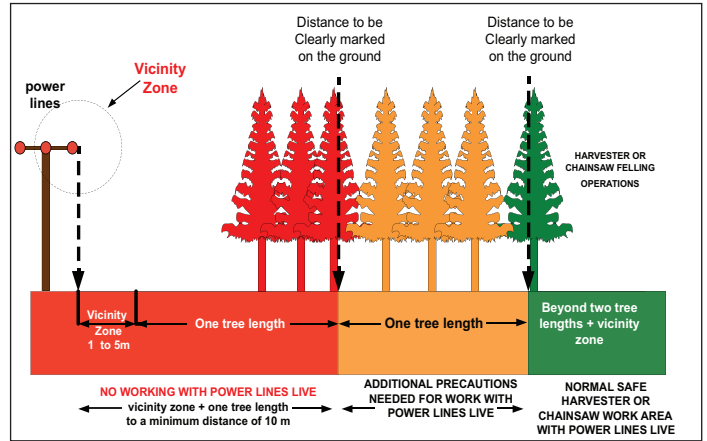 Distance to be
Clearly marked
on the ground
Distance to be
Clearly marked
on the ground
Vicinity
Zone
power
lines
HARVESTER OR
CHAINSAW FELLING
OPERATIONS
Vicinity
Zone
1 to 5m
One tree length
One tree length
Beyond two tree
lengths + vicinity
zone
NO WORKING WITH POWER LINES LIVE
vicinity zone + one tree length
to a minimum distance of 10 m
ADDITIONAL PRECAUTIONS
NEEDED FOR WORK WITH
POWER LINES LIVE
NORMAL SAFE
HARVESTER OR
CHAINSAW WORK AREA
WITH POWER LINES LIVE